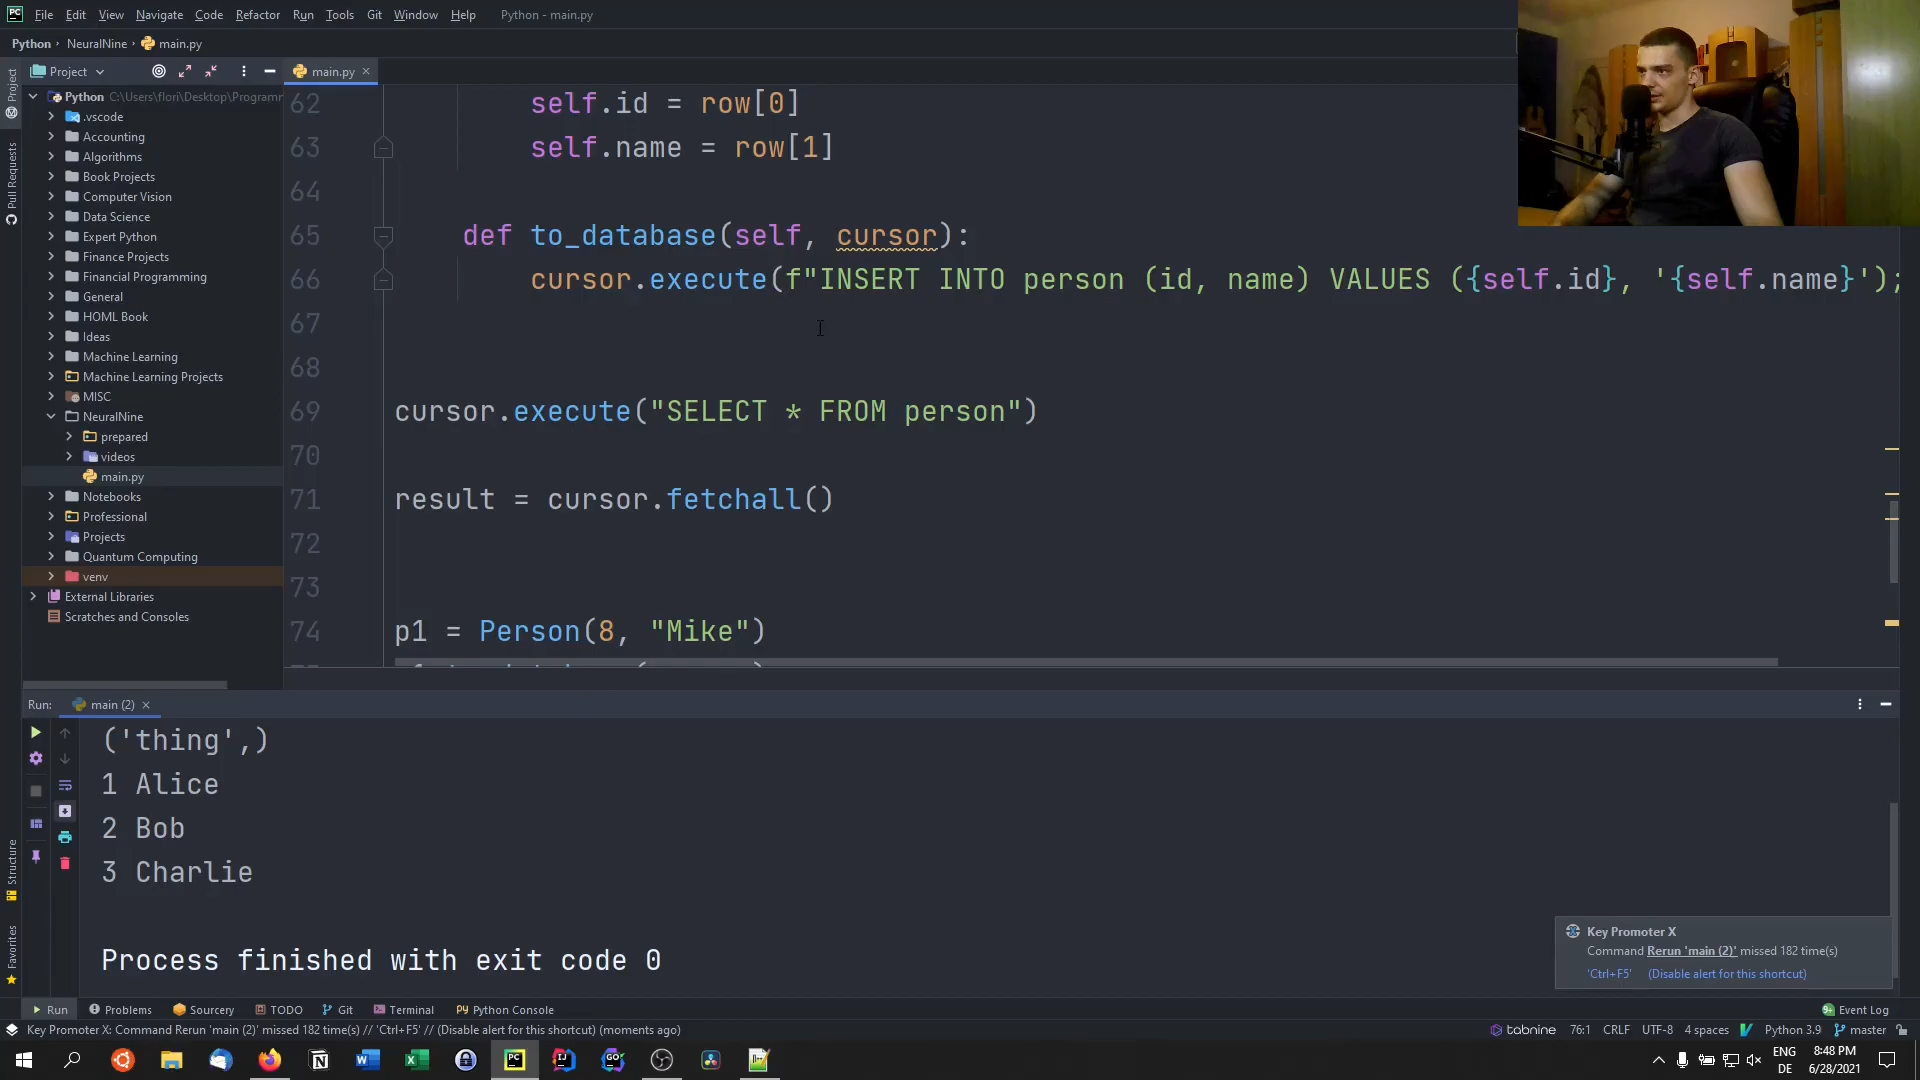 File Edit View Navigate Code Refactor Run Tools Git Window Help Python - main.py
Python NeuralNine main.py
Project main.py
Python C:\Users\flori\Desktop\Programm
.vscode
Accounting
Algorithms
Book Projects
Computer Vision
Data Science
Expert Python
Finance Projects
Financial Programming
General
HOML Book
Ideas
Machine Learning
Machine Learning Projects
MISC
NeuralNine
prepared
videos
main.py
Notebooks
Professional
Projects
Quantum Computing
venv
External Libraries
Scratches and Consoles
Project
Pull Requests
Structure
Favorites
62 self.id = row[0]
63 self.name = row[1]
64
65 def to_database(self, cursor):
66 cursor.execute(f"INSERT INTO person (id, name) VALUES ({self.id}, '{self.name}');
67
68
69 cursor.execute("SELECT * FROM person")
70
71 result = cursor.fetchall()
72
73
74 p1 = Person(8, "Mike")
Run: main (2)
('thing',)
1 Alice
2 Bob
3 Charlie
Process finished with exit code 0
Key Promoter X
Command Rerun 'main (2)' missed 182 time(s)
'Ctrl+F5' (Disable alert for this shortcut)
Run Problems Sourcery TODO Git Terminal Python Console Event Log
Key Promoter X: Command Rerun 'main (2)' missed 182 time(s) // 'Ctrl+F5' // (Disable alert for this shortcut) (moments ago) tabnine 76:1 CRLF UTF-8 4 spaces Python 3.9 master
ENG 8:48 PM
DE 6/28/2021